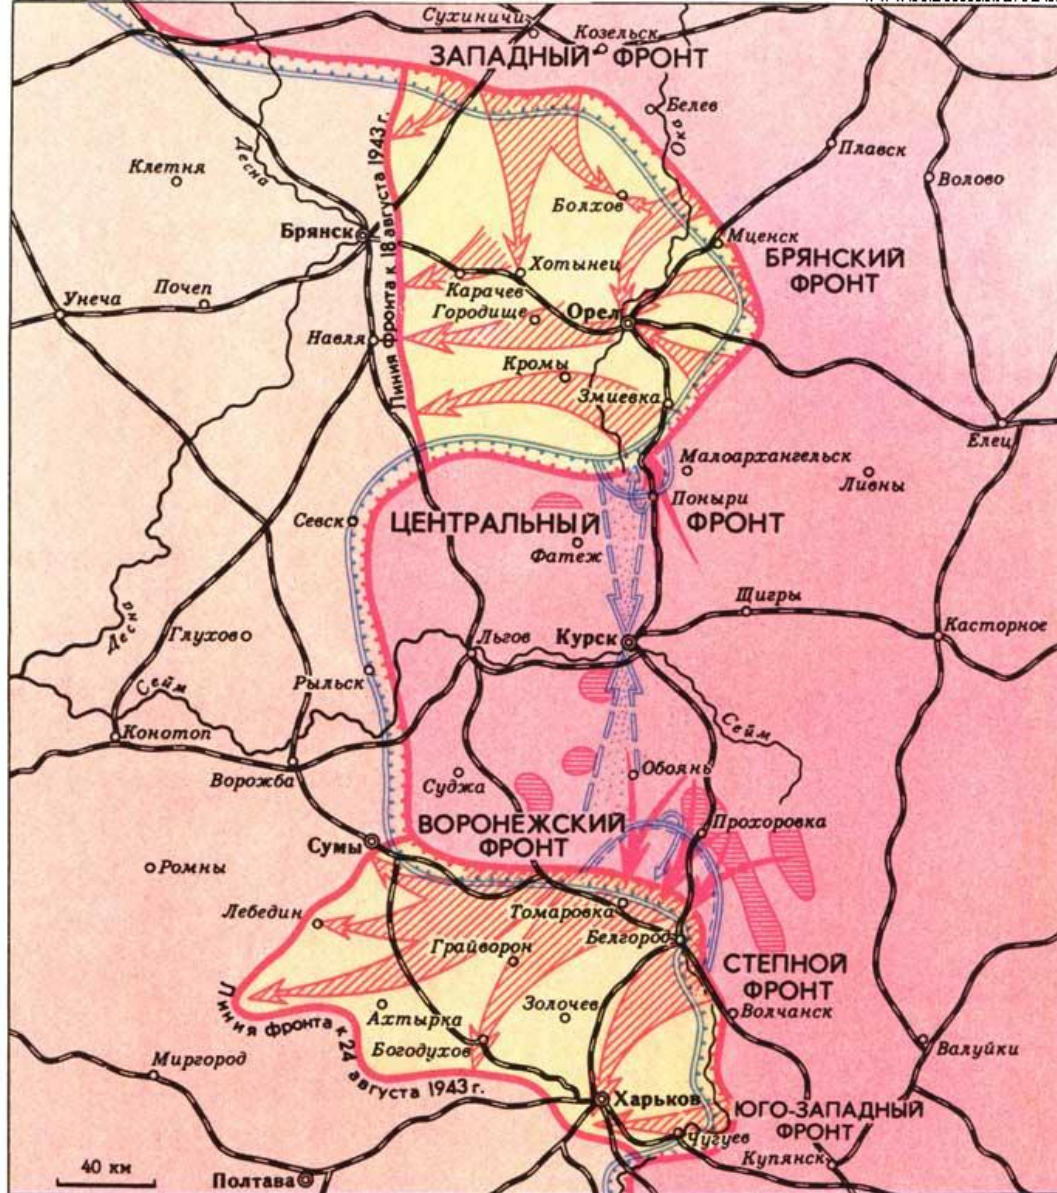 Сухиничи
Козельск
ЗАПАДНЫЙ ФРОНТ
Белев
Ока
Плавск
Волово
Десна
Клетня
Линия фронта к 18 августа 1943 г.
Болхов
Брянск
Мценск
БРЯНСКИЙ
ФРОНТ
Хотынец
Карачев
Почеп
Унеча
Городище
Орел
Навля
Кромы
Змиевка
Елец
Малоархангельск
Ливны
Поныри
Севск
ЦЕНТРАЛЬНЫЙ ФРОНТ
Фатеж
Щигры
Десна
Глухово
Льгов
Курск
Касторное
Рыльск
Сейм
Сейм
Конотоп
Ворожба
Суджа
Обоянь
ВОРОНЕЖСКИЙ
ФРОНТ
Прохоровка
Сумы
Ромны
Лебедин
Томаровка
Белгород
Грайворон
СТЕПНОЙ
ФРОНТ
Золочев
Волчанск
Ахтырка
Богодухов
Линия фронта к 24 августа 1943 г.
Миргород
Валуйки
Харьков
ЮГО-ЗАПАДНЫЙ
ФРОНТ
Чугуев
Купянск
40 км
Полтава